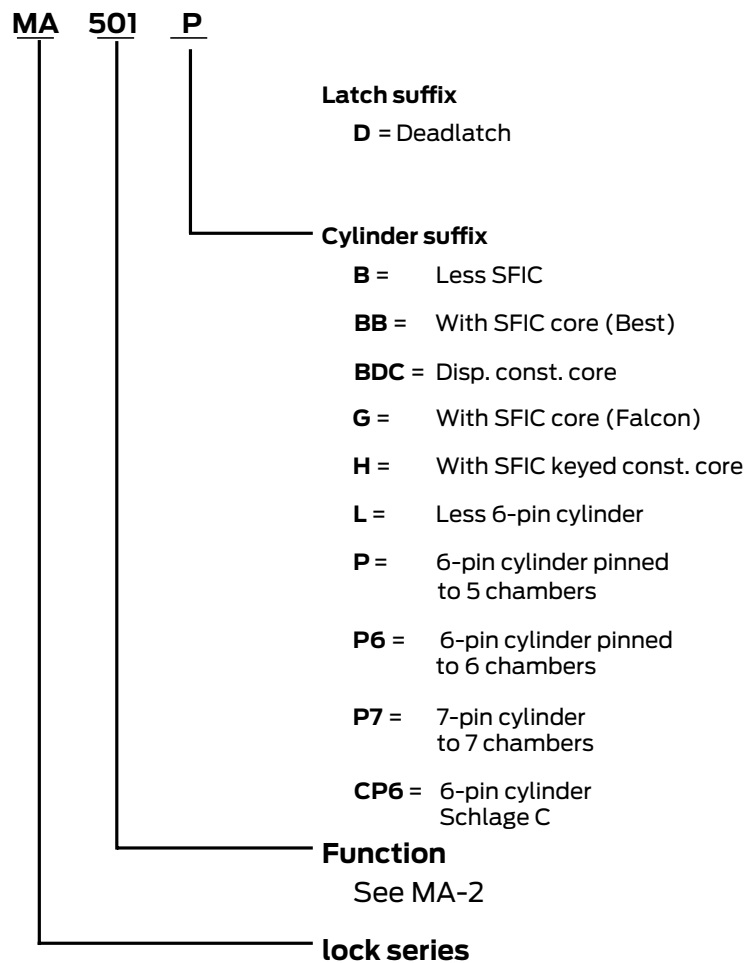 MA 501 P
Latch suffix
D = Deadlatch
Cylinder suffix
B = Less SFIC
BB = With SFIC core (Best)
BDC = Disp. const. core
G = With SFIC core (Falcon)
H = With SFIC keyed const. core
L = Less 6-pin cylinder
P = 6-pin cylinder pinned
to 5 chambers
P6 = 6-pin cylinder pinned
to 6 chambers
P7 = 7-pin cylinder
to 7 chambers
CP6 = 6-pin cylinder
Schlage C
Function
See MA-2
lock series